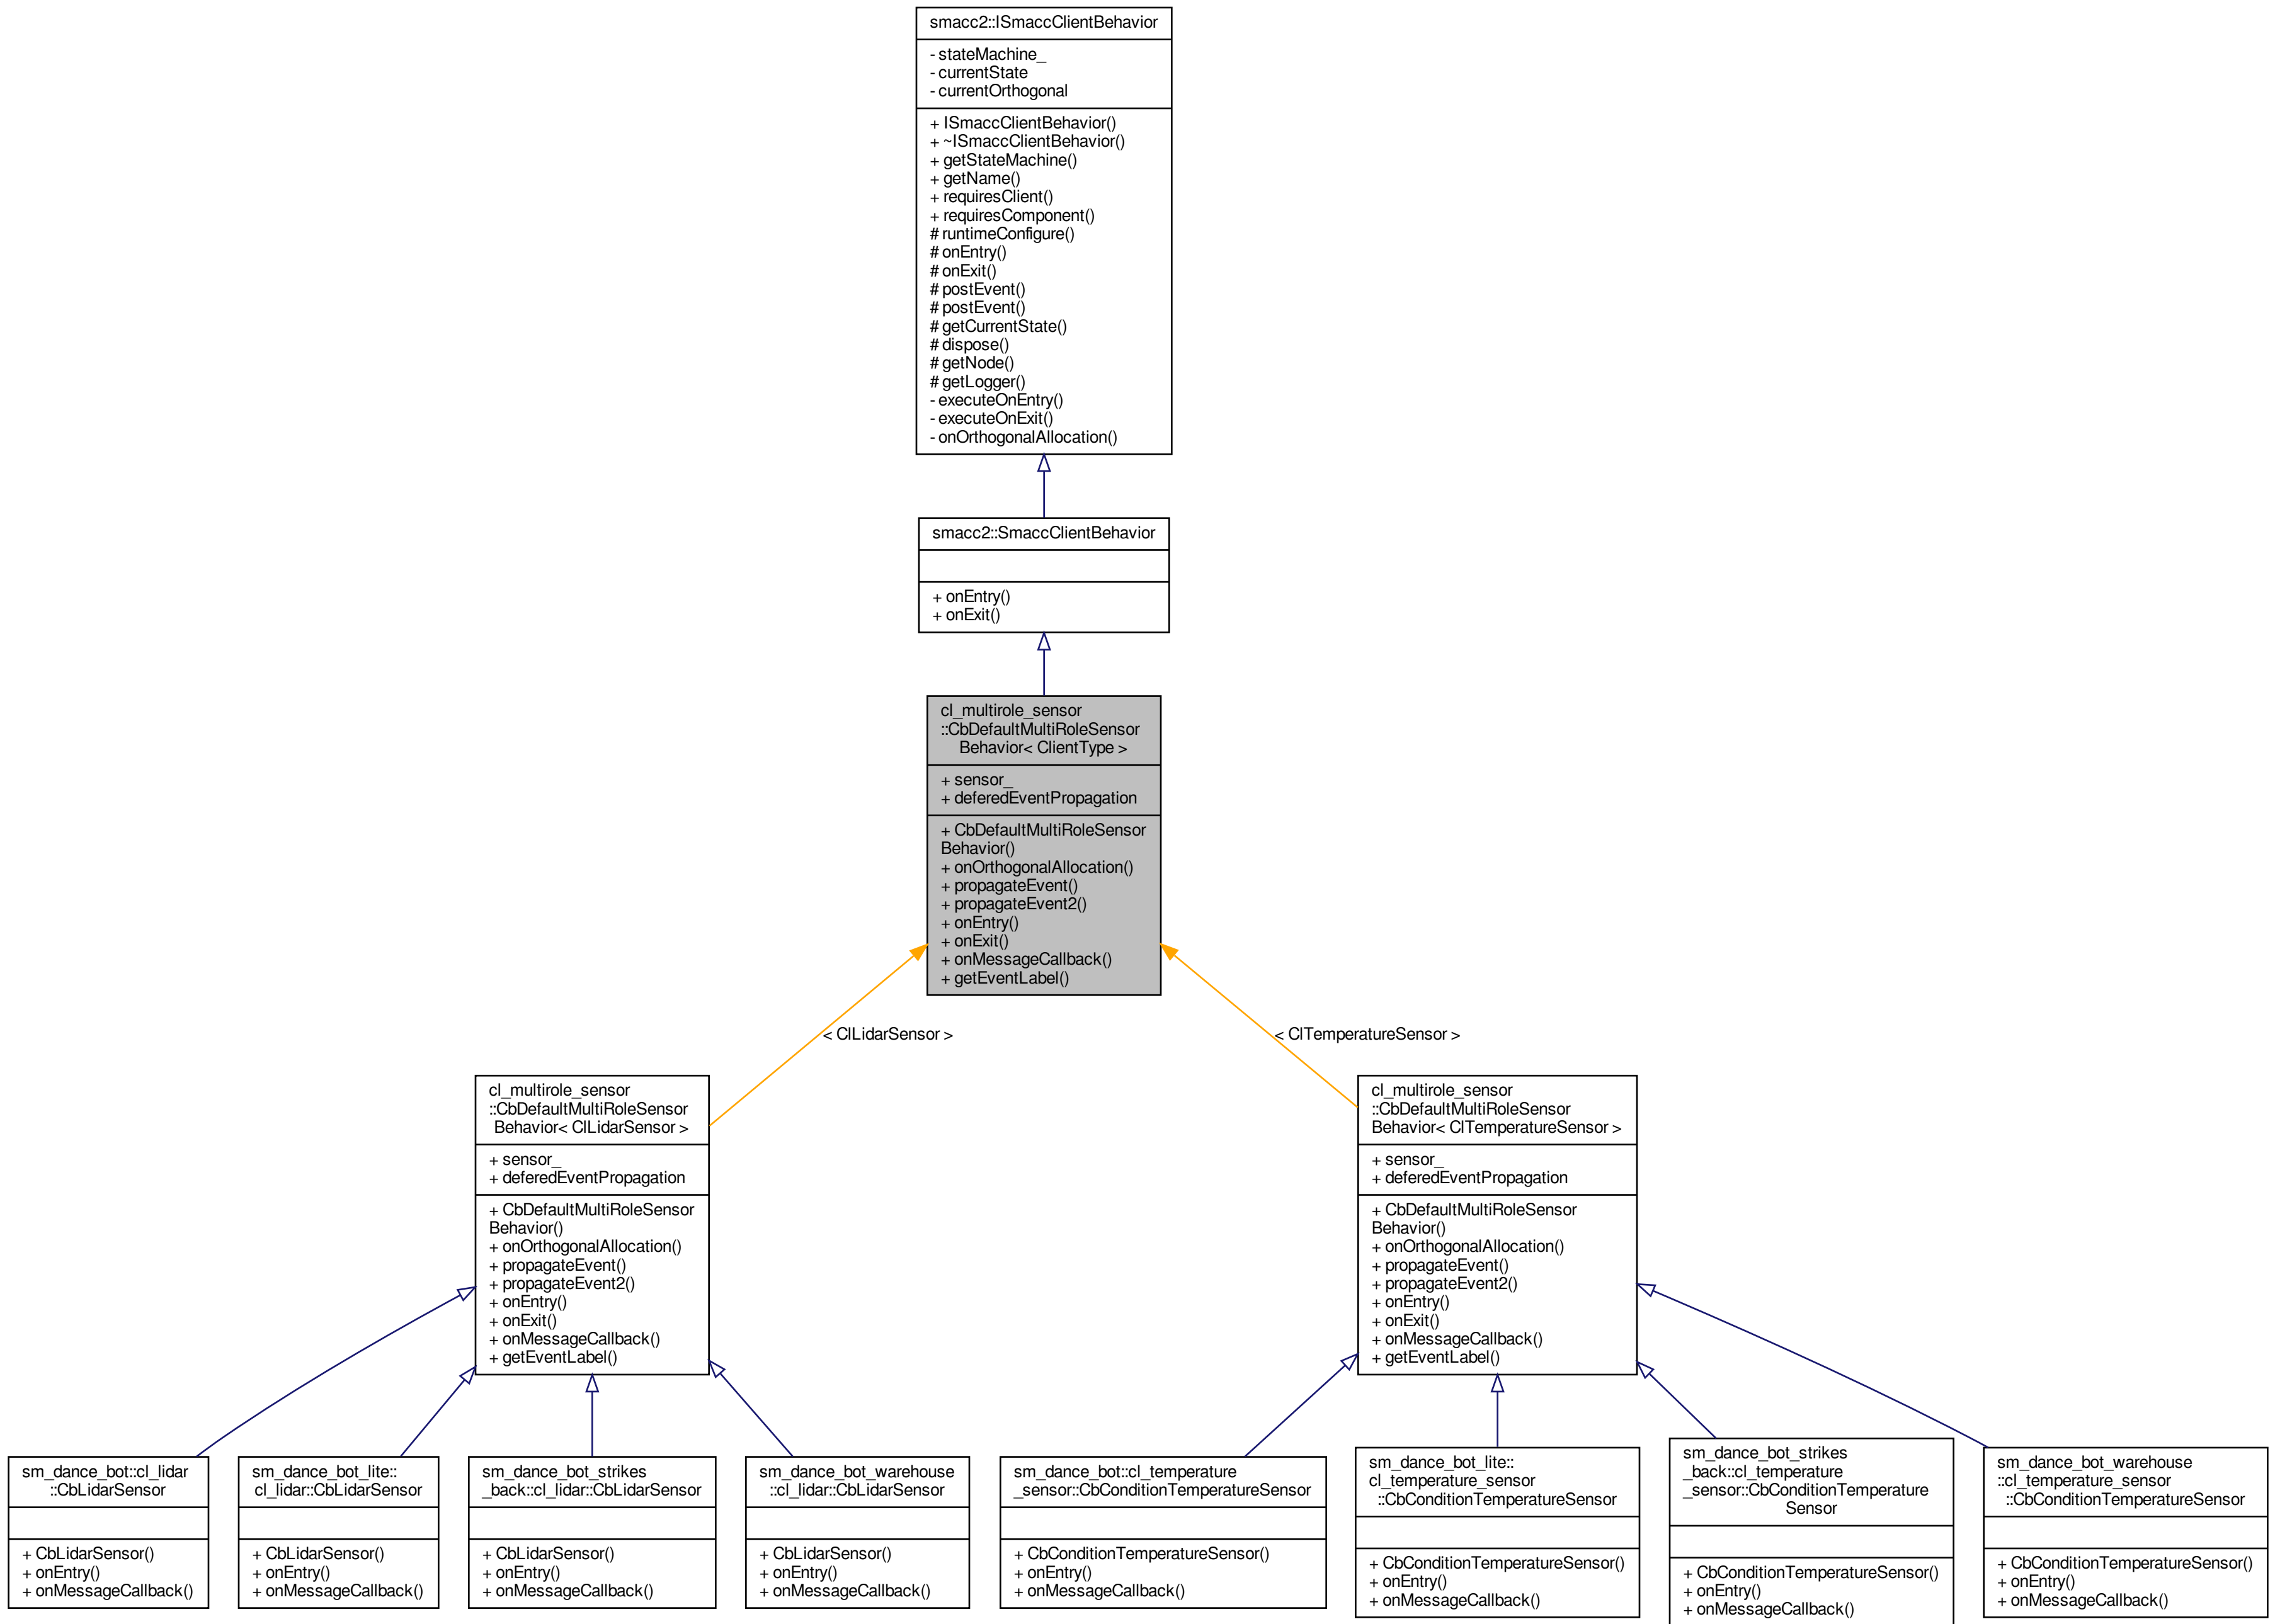 smacc2::ISmaccClientBehavior
- stateMachine_
- currentState
- currentOrthogonal
+ ISmaccClientBehavior()
+ ~ISmaccClientBehavior()
+ getStateMachine()
+ getName()
+ requiresClient()
+ requiresComponent()
# runtimeConfigure()
# onEntry()
# onExit()
# postEvent()
# postEvent()
# getCurrentState()
# dispose()
# getNode()
# getLogger()
- executeOnEntry()
- executeOnExit()
- onOrthogonalAllocation()
smacc2::SmaccClientBehavior
+ onEntry()
+ onExit()
cl_multirole_sensor
::CbDefaultMultiRoleSensor
Behavior< ClientType >
+ sensor_
+ deferedEventPropagation
+ CbDefaultMultiRoleSensor
Behavior()
+ onOrthogonalAllocation()
+ propagateEvent()
+ propagateEvent2()
+ onEntry()
+ onExit()
+ onMessageCallback()
+ getEventLabel()
< ClLidarSensor >
< ClTemperatureSensor >
cl_multirole_sensor
::CbDefaultMultiRoleSensor
Behavior< ClLidarSensor >
+ sensor_
+ deferedEventPropagation
+ CbDefaultMultiRoleSensor
Behavior()
+ onOrthogonalAllocation()
+ propagateEvent()
+ propagateEvent2()
+ onEntry()
+ onExit()
+ onMessageCallback()
+ getEventLabel()
cl_multirole_sensor
::CbDefaultMultiRoleSensor
Behavior< ClTemperatureSensor >
+ sensor_
+ deferedEventPropagation
+ CbDefaultMultiRoleSensor
Behavior()
+ onOrthogonalAllocation()
+ propagateEvent()
+ propagateEvent2()
+ onEntry()
+ onExit()
+ onMessageCallback()
+ getEventLabel()
sm_dance_bot::cl_lidar
::CbLidarSensor
+ CbLidarSensor()
+ onEntry()
+ onMessageCallback()
sm_dance_bot_lite::
cl_lidar::CbLidarSensor
+ CbLidarSensor()
+ onEntry()
+ onMessageCallback()
sm_dance_bot_strikes
_back::cl_lidar::CbLidarSensor
+ CbLidarSensor()
+ onEntry()
+ onMessageCallback()
sm_dance_bot_warehouse
::cl_lidar::CbLidarSensor
+ CbLidarSensor()
+ onEntry()
+ onMessageCallback()
sm_dance_bot::cl_temperature
_sensor::CbConditionTemperatureSensor
+ CbConditionTemperatureSensor()
+ onEntry()
+ onMessageCallback()
sm_dance_bot_lite::
cl_temperature_sensor
::CbConditionTemperatureSensor
+ CbConditionTemperatureSensor()
+ onEntry()
+ onMessageCallback()
sm_dance_bot_strikes
_back::cl_temperature
_sensor::CbConditionTemperature
Sensor
+ CbConditionTemperatureSensor()
+ onEntry()
+ onMessageCallback()
sm_dance_bot_warehouse
::cl_temperature_sensor
::CbConditionTemperatureSensor
+ CbConditionTemperatureSensor()
+ onEntry()
+ onMessageCallback()